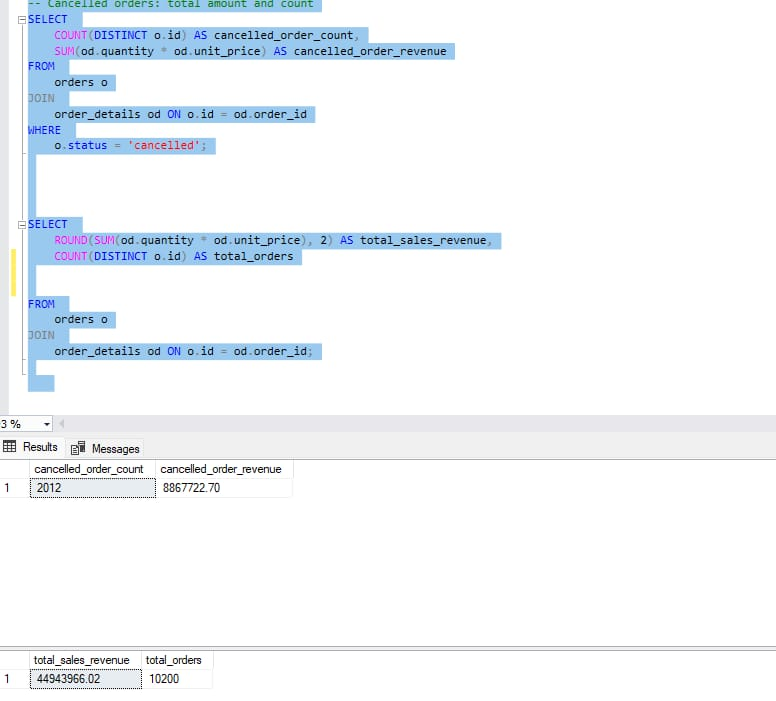 -- Cancelled orders: total amount and count
SELECT
COUNT(DISTINCT o.id) AS cancelled_order_count,
SUM(od.quantity * od.unit_price) AS cancelled_order_revenue
FROM
orders o
JOIN
order_details od ON o.id = od.order_id
WHERE
o.status = 'cancelled';
SELECT
ROUND(SUM(od.quantity * od.unit_price), 2) AS total_sales_revenue,
COUNT(DISTINCT o.id) AS total_orders
FROM
orders o
JOIN
order_details od ON o.id = od.order_id;
3 %
Results Messages
cancelled_order_count cancelled_order_revenue
1 2012 8867722.70
total_sales_revenue total_orders
1 44943966.02 10200